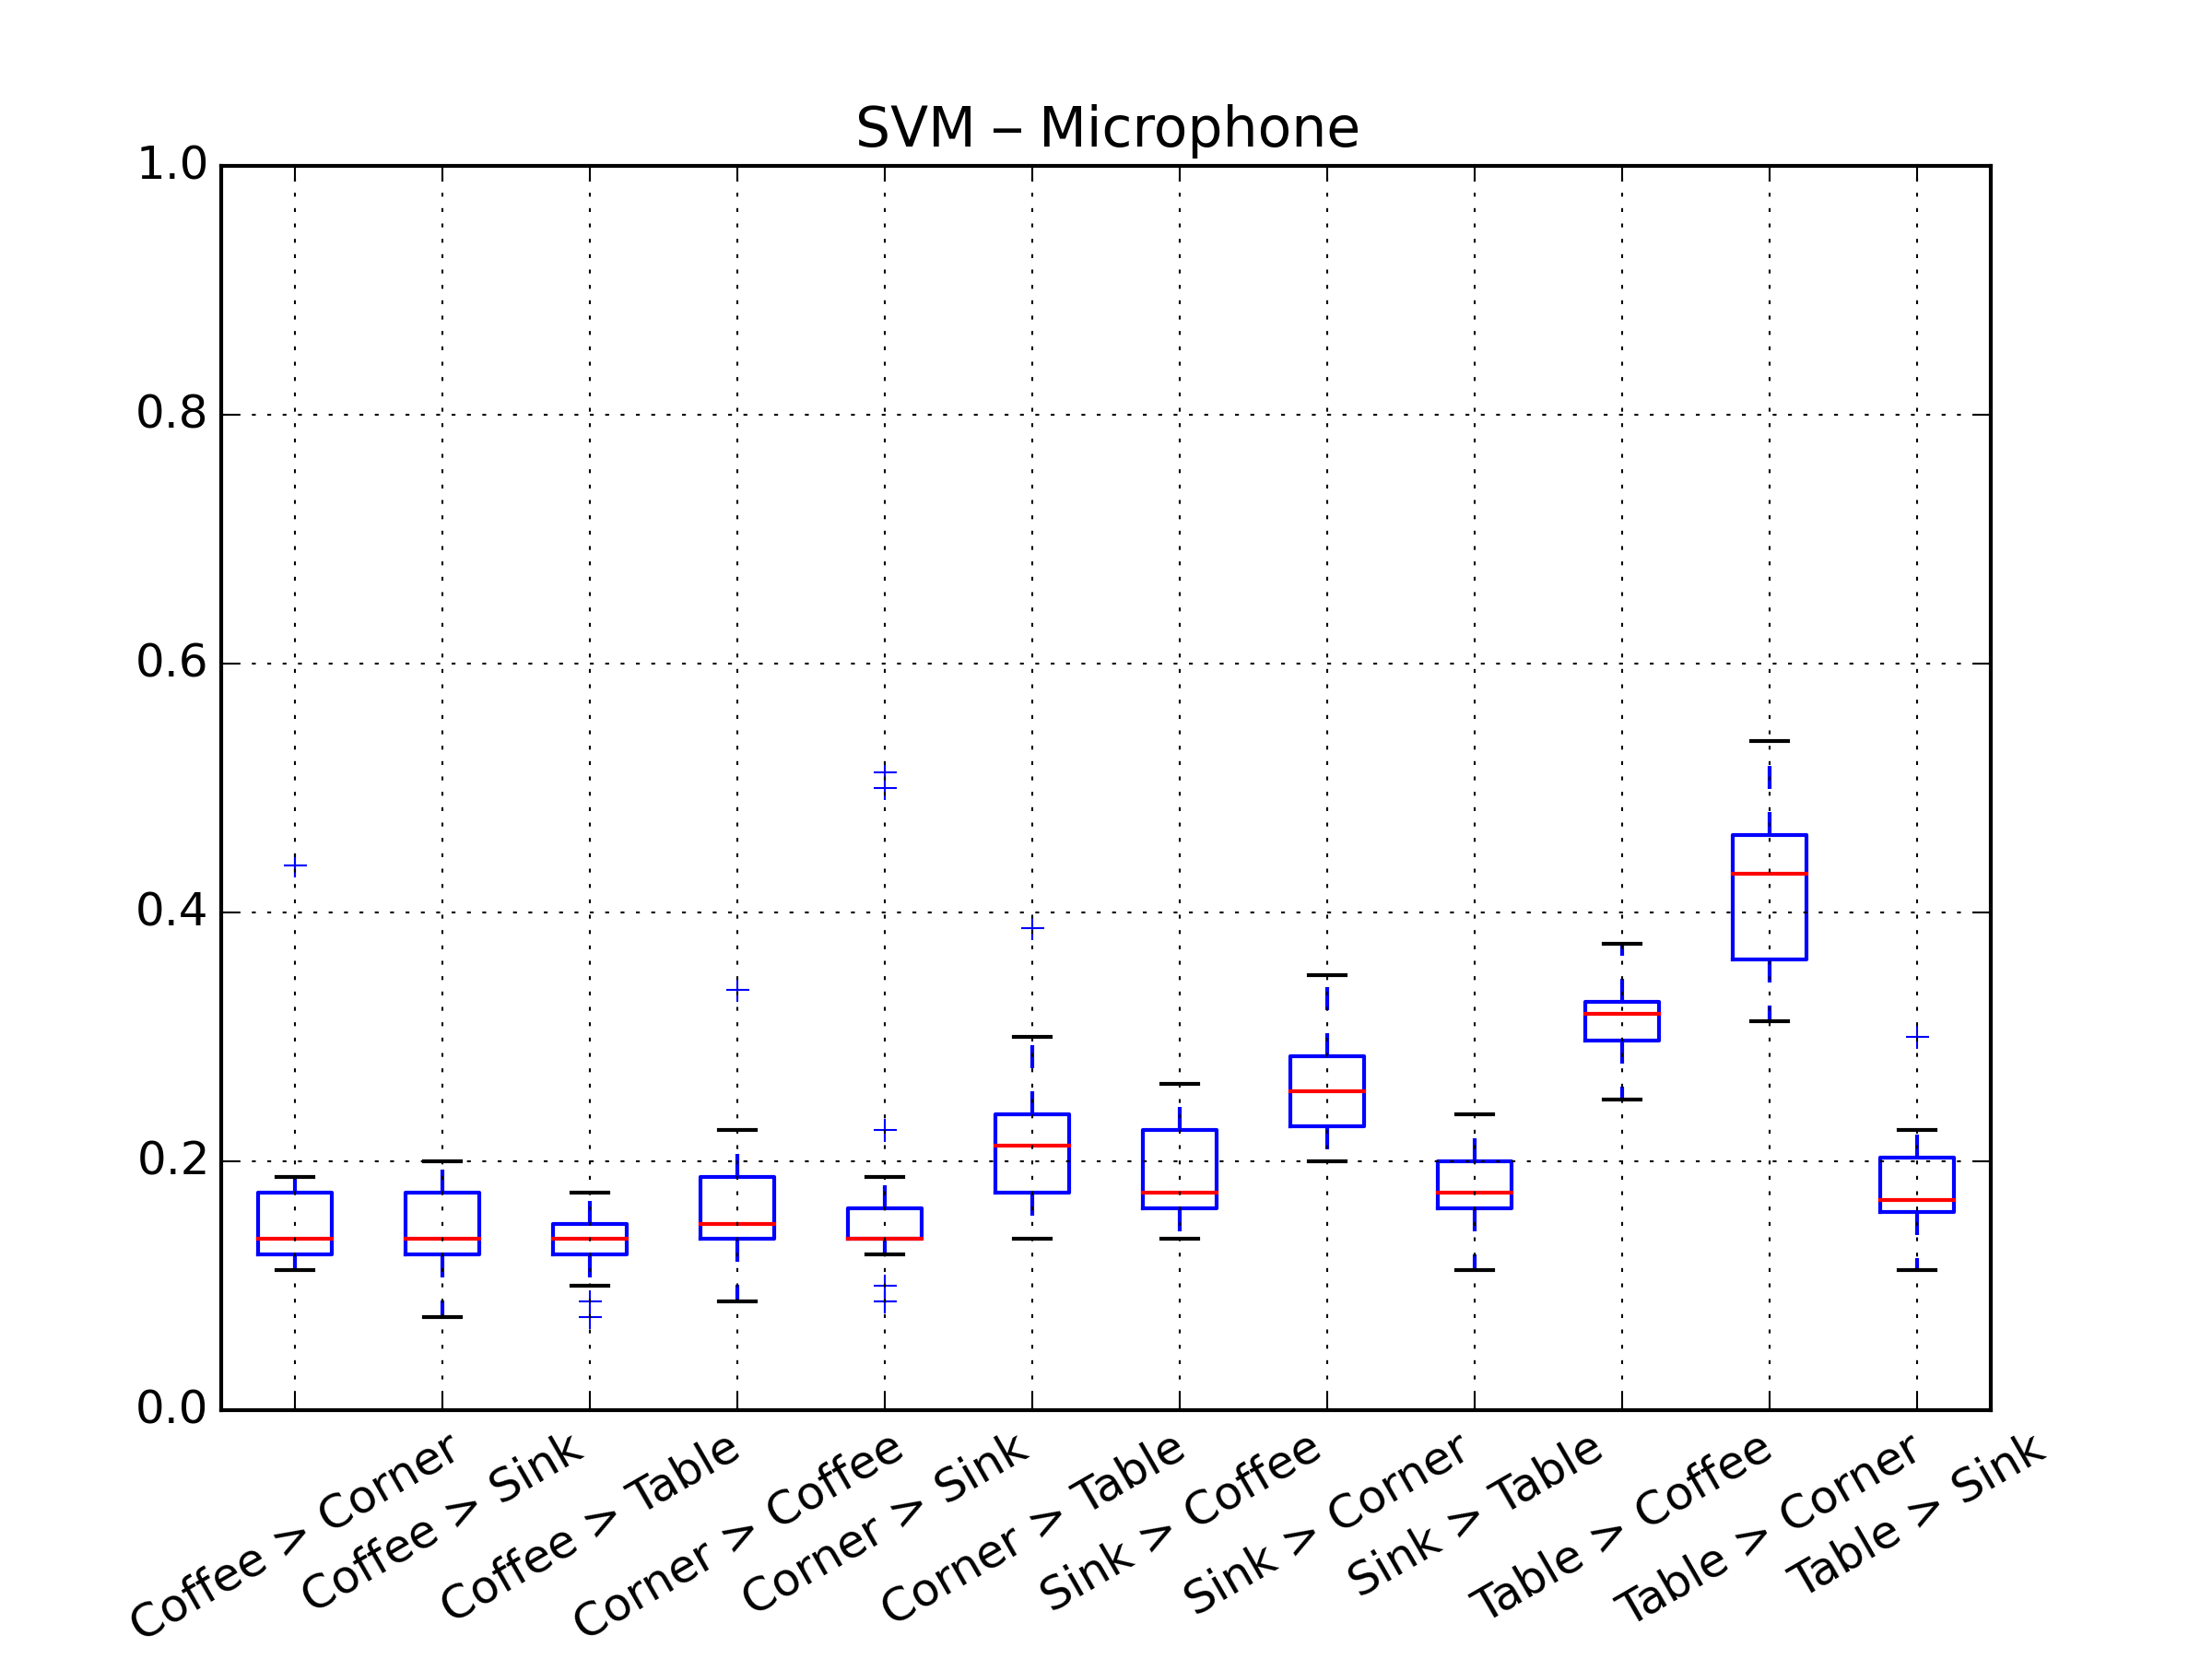 SVM – Microphone
1.0
0.8
0.6
0.4
0.2
0.0
Coffee > Corner
Coffee > Sink
Coffee > Table
Corner > Coffee
Corner > Sink
Corner > Table
Sink > Coffee
Sink > Corner
Sink > Table
Table > Coffee
Table > Corner
Table > Sink